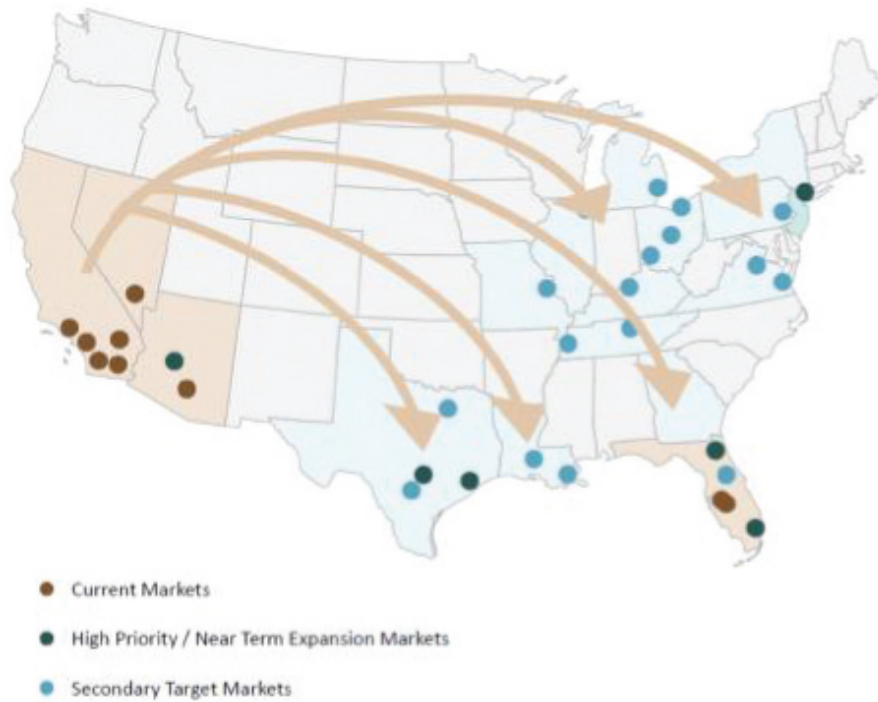 Current Markets
High Priority / Near Term Expansion Markets
Secondary Target Markets